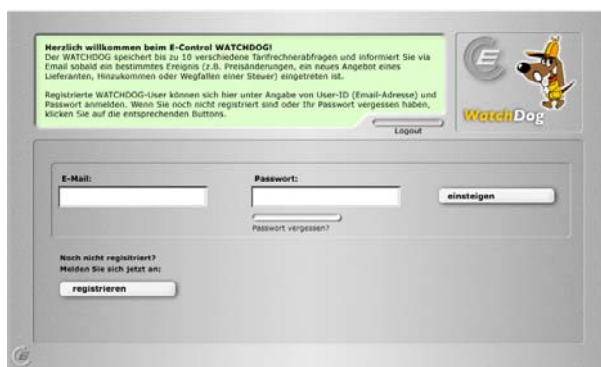 Herzlich willkommen beim E-Control WATCHDOG!
Der WATCHDOG speichert bis zu 10 verschiedene Tarifrechnerabfragen und informiert Sie via
Email sobald ein bestimmtes Ereignis (z.B. Preisänderungen, ein neues Angebot eines
Lieferanten, Hinzukommen oder Wegfallen einer Steuer) eingetreten ist.
Registrierte WATCHDOG-User können sich hier unter Angabe von User-ID (Email-Adresse) und
Passwort anmelden. Wenn Sie noch nicht registriert sind oder Ihr Passwort vergessen haben,
klicken Sie auf die entsprechenden Buttons.
Logout
WatchDog
E-Mail:
Passwort:
einsteigen
Passwort vergessen?
Noch nicht regisitriert?
Melden Sie sich jetzt an:
registrieren